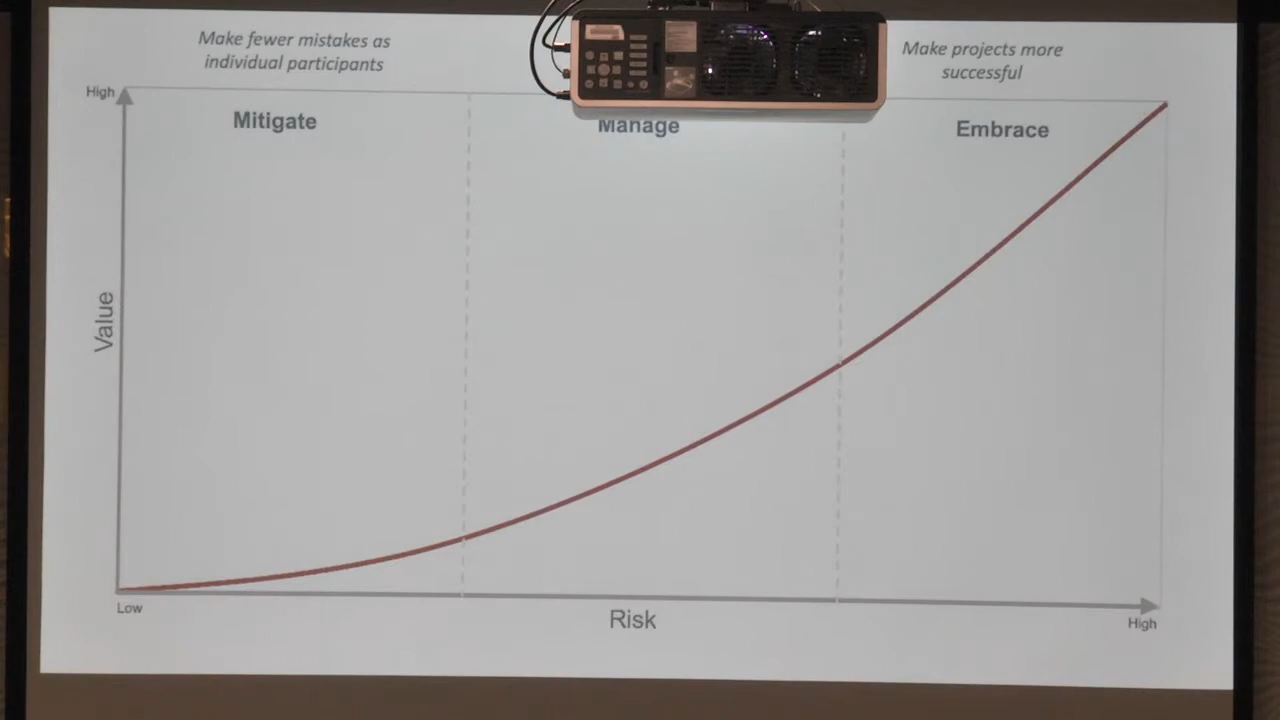 Make fewer mistakes as
individual participants
Make projects more
successful
High
Mitigate
Manage
Embrace
Value
Low
Risk
High